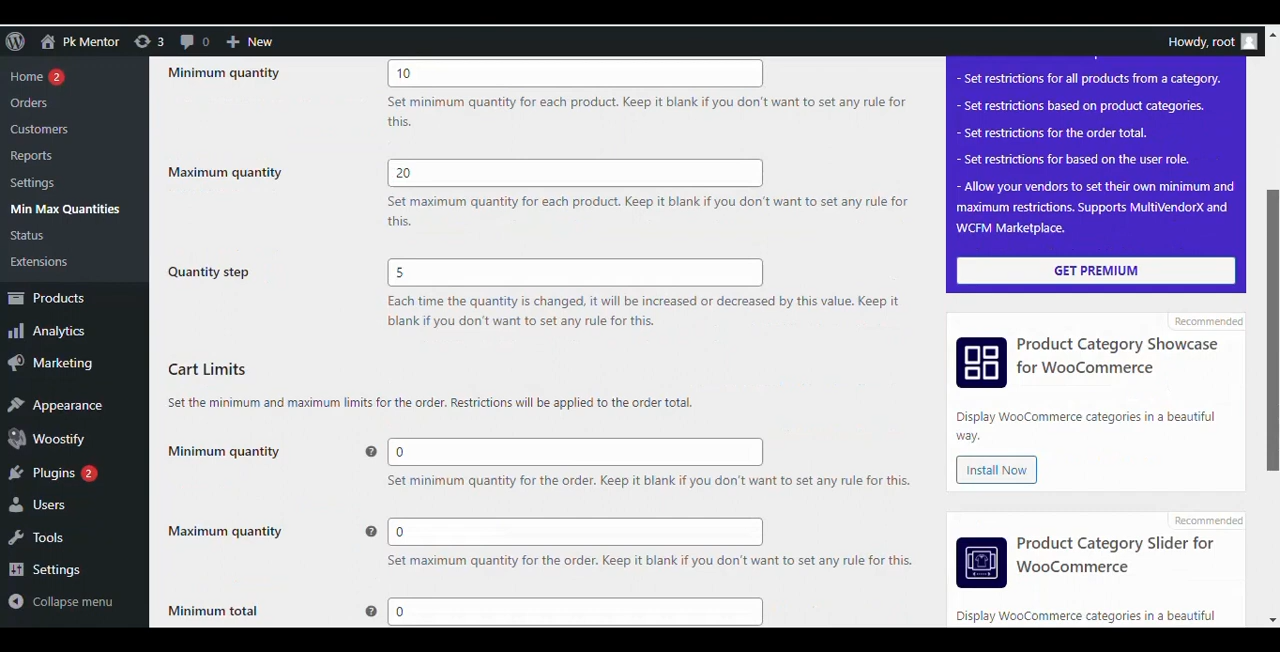 Pk Mentor
3
0
New
Howdy, root
Home 2
Orders
Customers
Reports
Settings
Min Max Quantities
Status
Extensions
Products
Analytics
Marketing
Appearance
Woostify
Plugins 2
Users
Tools
Settings
Collapse menu
Minimum quantity
10
Set minimum quantity for each product. Keep it blank if you don't want to set any rule for
this.
Maximum quantity
20
Set maximum quantity for each product. Keep it blank if you don't want to set any rule for
this.
Quantity step
5
Each time the quantity is changed, it will be increased or decreased by this value. Keep it
blank if you don't want to set any rule for this.
Cart Limits
Set the minimum and maximum limits for the order. Restrictions will be applied to the order total.
Minimum quantity
?
0
Set minimum quantity for the order. Keep it blank if you don't want to set any rule for this.
Maximum quantity
?
0
Set maximum quantity for the order. Keep it blank if you don't want to set any rule for this.
Minimum total
?
0
- Set restrictions for all products from a category.
- Set restrictions based on product categories.
- Set restrictions for the order total.
- Set restrictions for based on the user role.
- Allow your vendors to set their own minimum and
maximum restrictions. Supports MultiVendorX and
WCFM Marketplace.
GET PREMIUM
Recommended
Product Category Showcase
for WooCommerce
Display WooCommerce categories in a beautiful
way.
Install Now
Recommended
Product Category Slider for
WooCommerce
Display WooCommerce categories in a beautiful